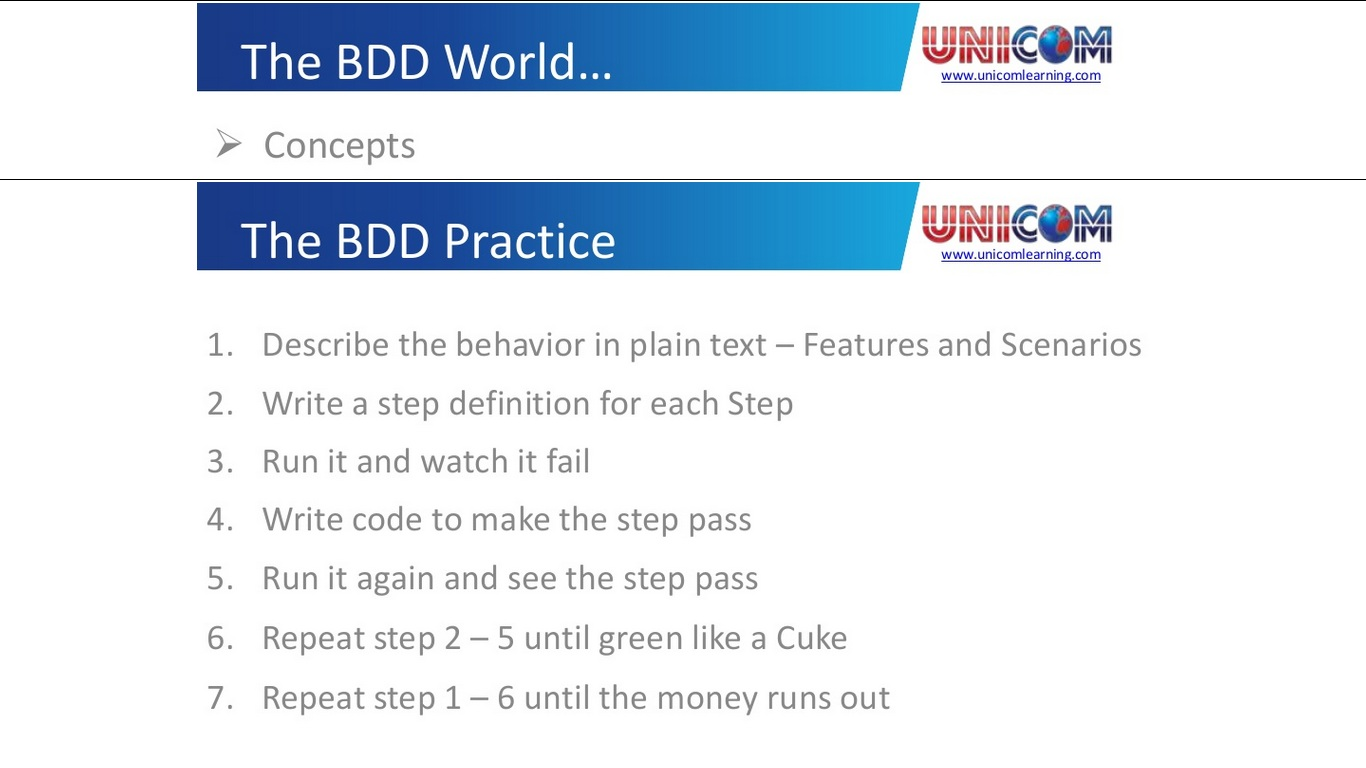 The BDD World...
UNICOM
www.unicomlearning.com
➢ Concepts
The BDD Practice
UNICOM
www.unicomlearning.com
1. Describe the behavior in plain text – Features and Scenarios
2. Write a step definition for each Step
3. Run it and watch it fail
4. Write code to make the step pass
5. Run it again and see the step pass
6. Repeat step 2 – 5 until green like a Cuke
7. Repeat step 1 – 6 until the money runs out